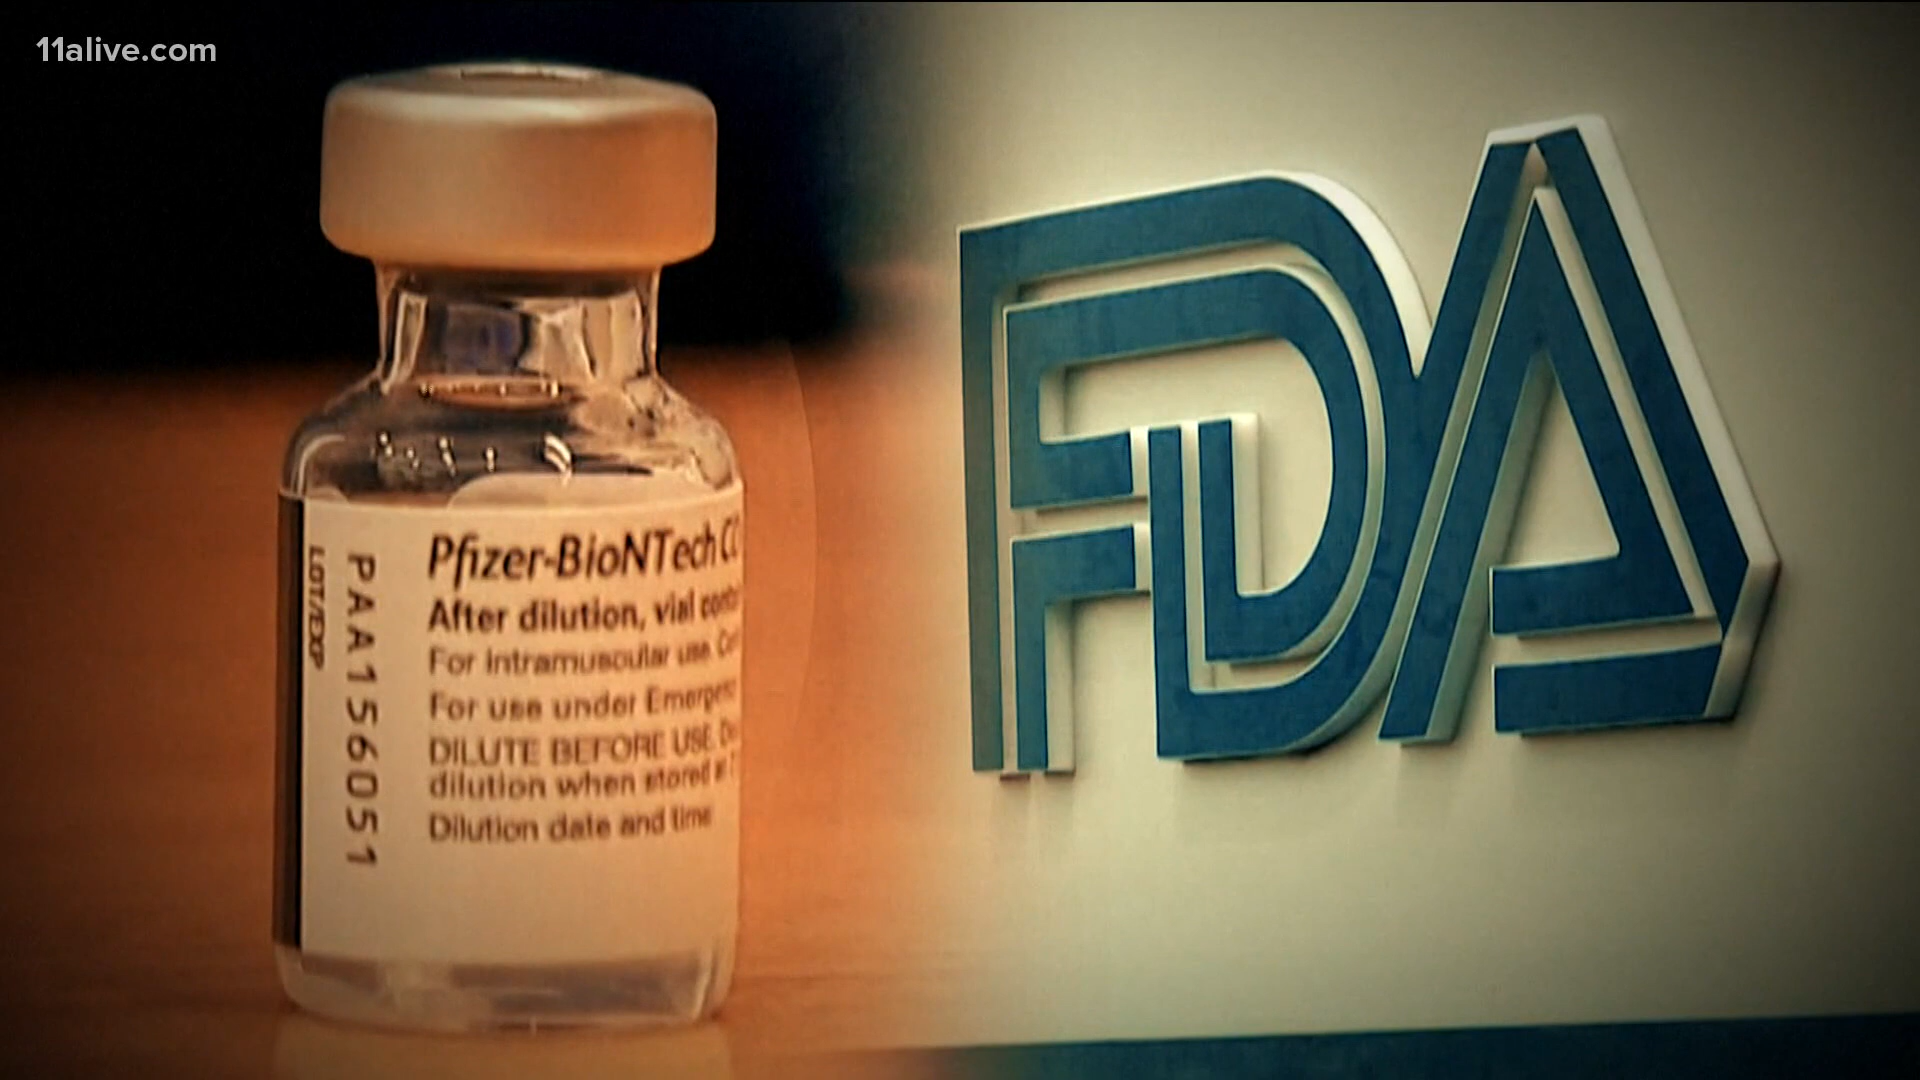 11alive.com
Pfizer-BioNTech
After dilution, vial
For intramuscular use.
For use under
DILUTE BEFORE USE.
dilution when stored
Dilution date and time
PAA156051
LOT/EXP
FDA